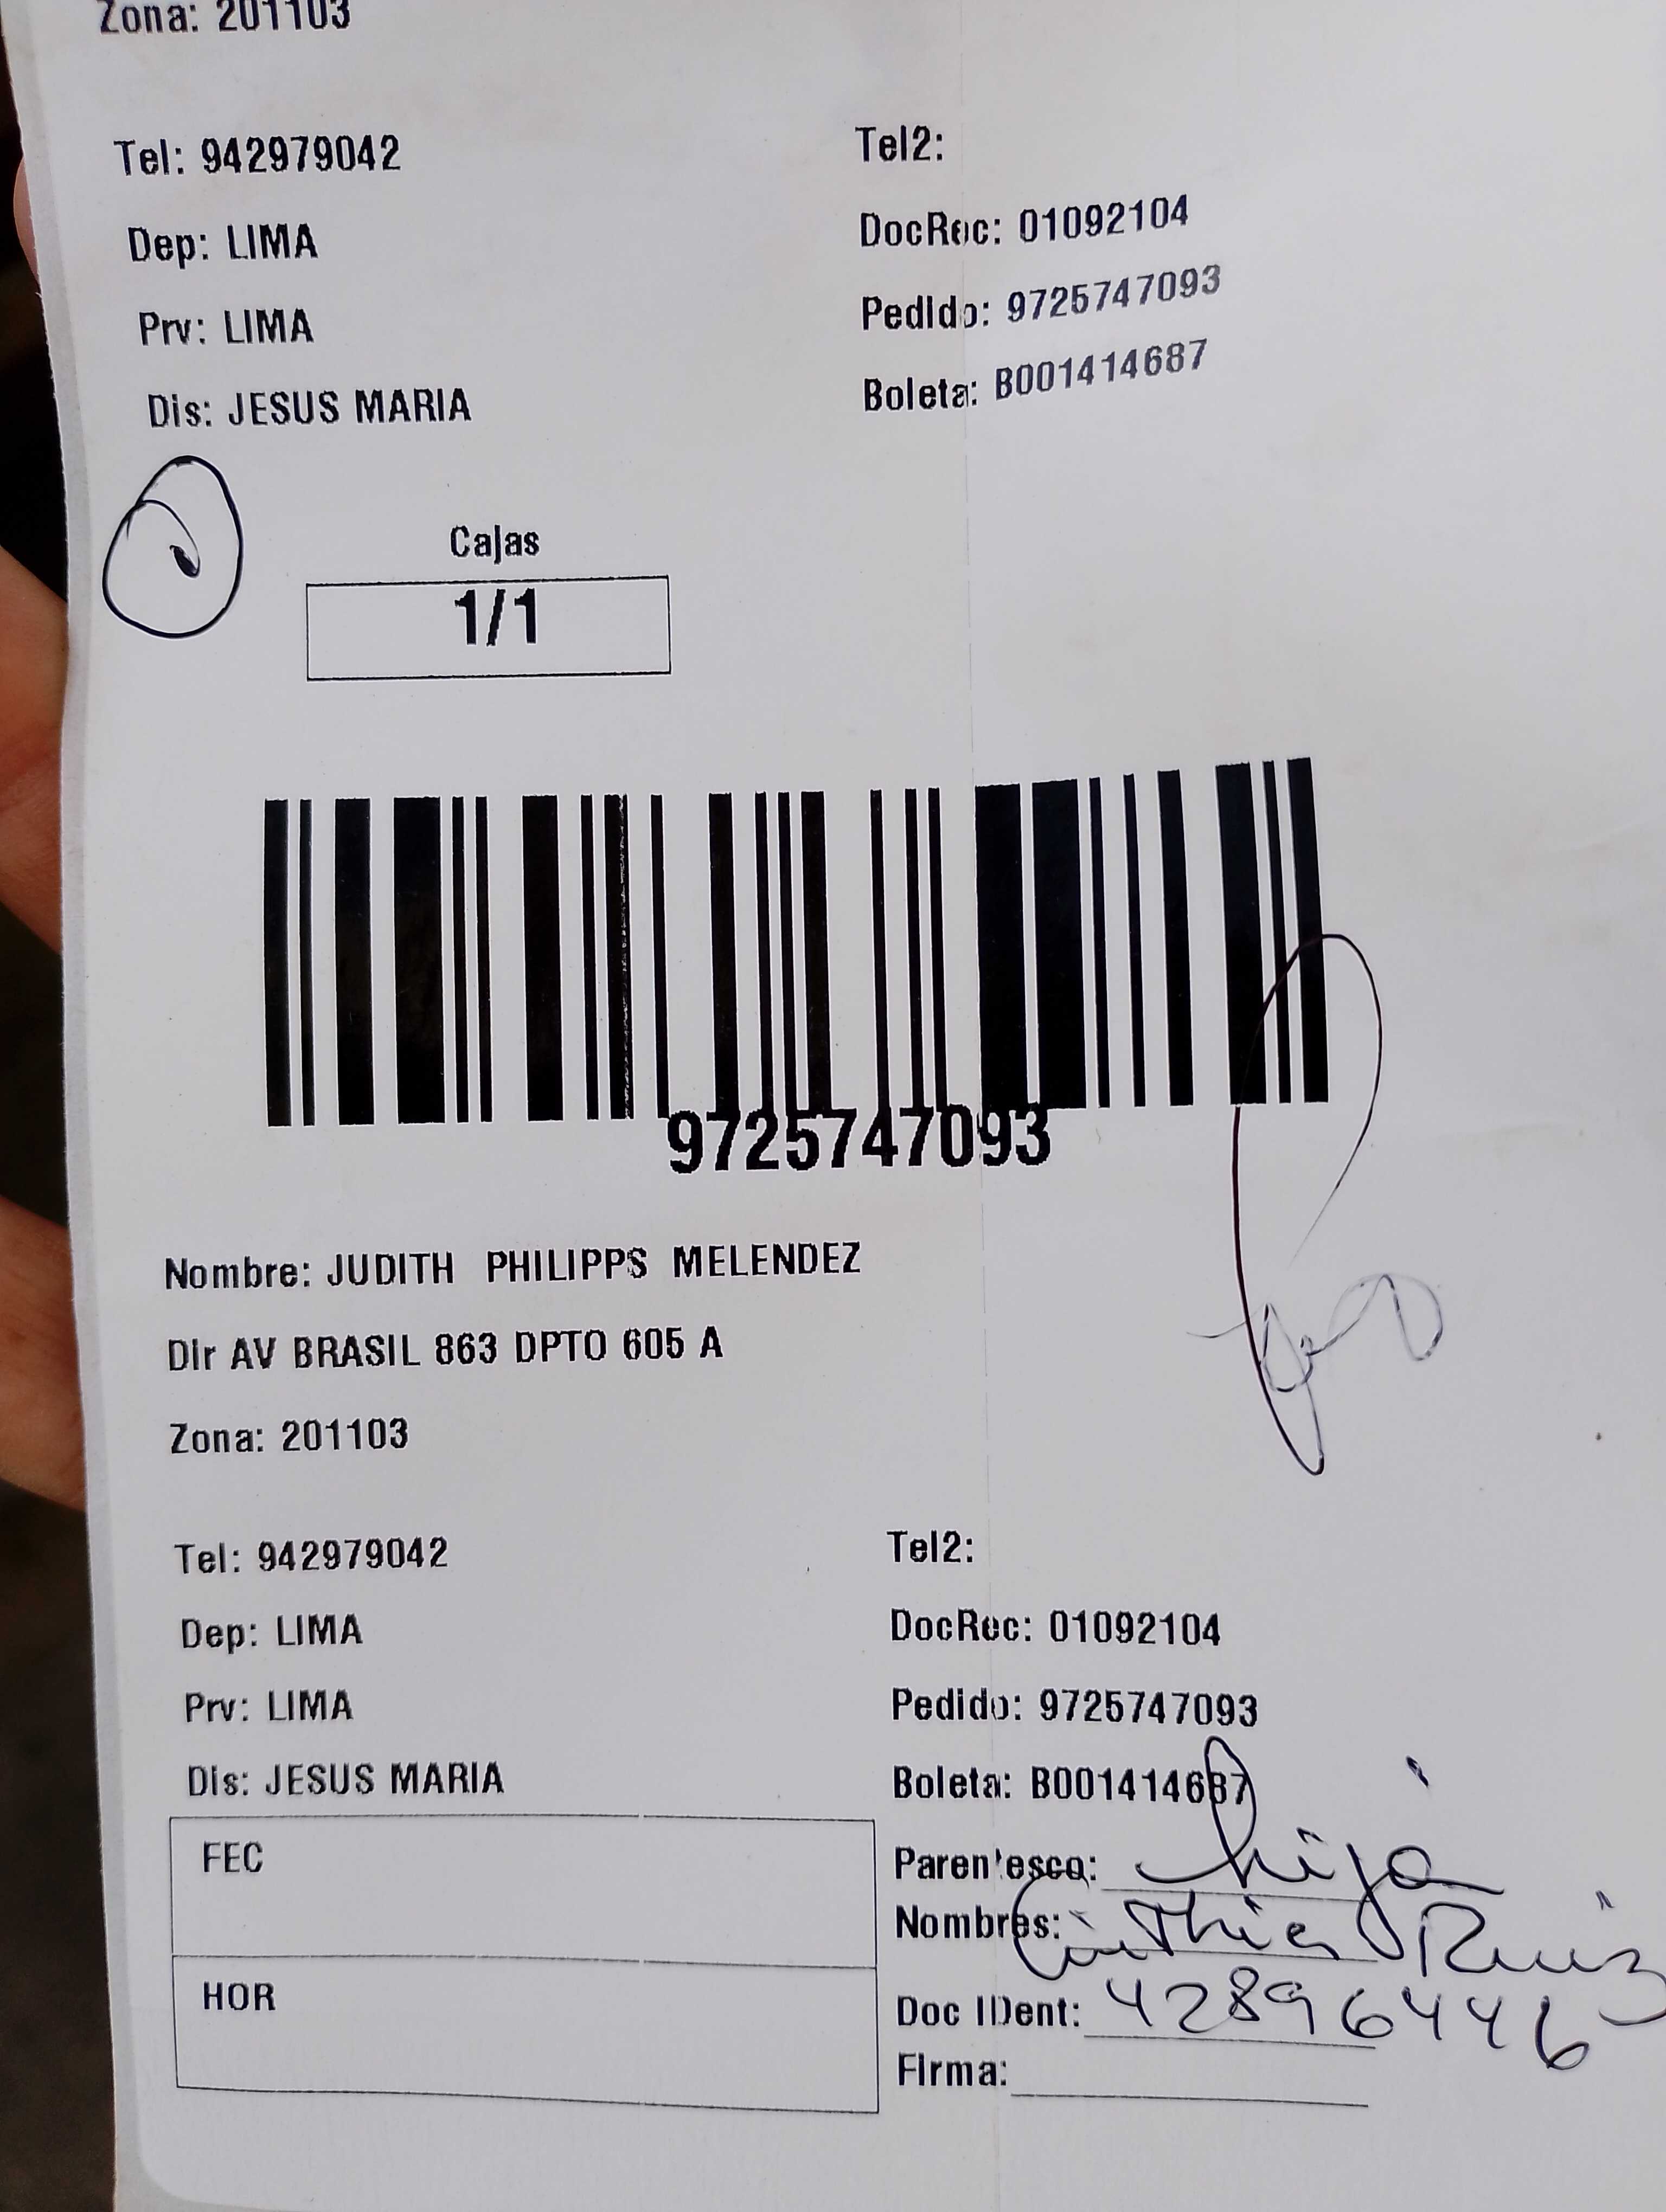 Zona: 201103
Tel: 942979042
Tel2:
Dep: LIMA
DocRec: 01092104
Prv: LIMA
Pedido: 9725747093
Dis: JESUS MARIA
Boleta: B001414687
Cajas
1/1
9725747093
Nombre: JUDITH PHILIPPS MELENDEZ
Dir AV BRASIL 863 DPTO 605 A
Zona: 201103
Tel: 942979042
Tel2:
Dep: LIMA
DocRec: 01092104
Prv: LIMA
Pedido: 9725747093
Dis: JESUS MARIA
Boleta: B001414687
FEC
Parentesco: hija
Nombres: Cinthia Ruiz
HOR
Doc IDent: 42896446
Firma: